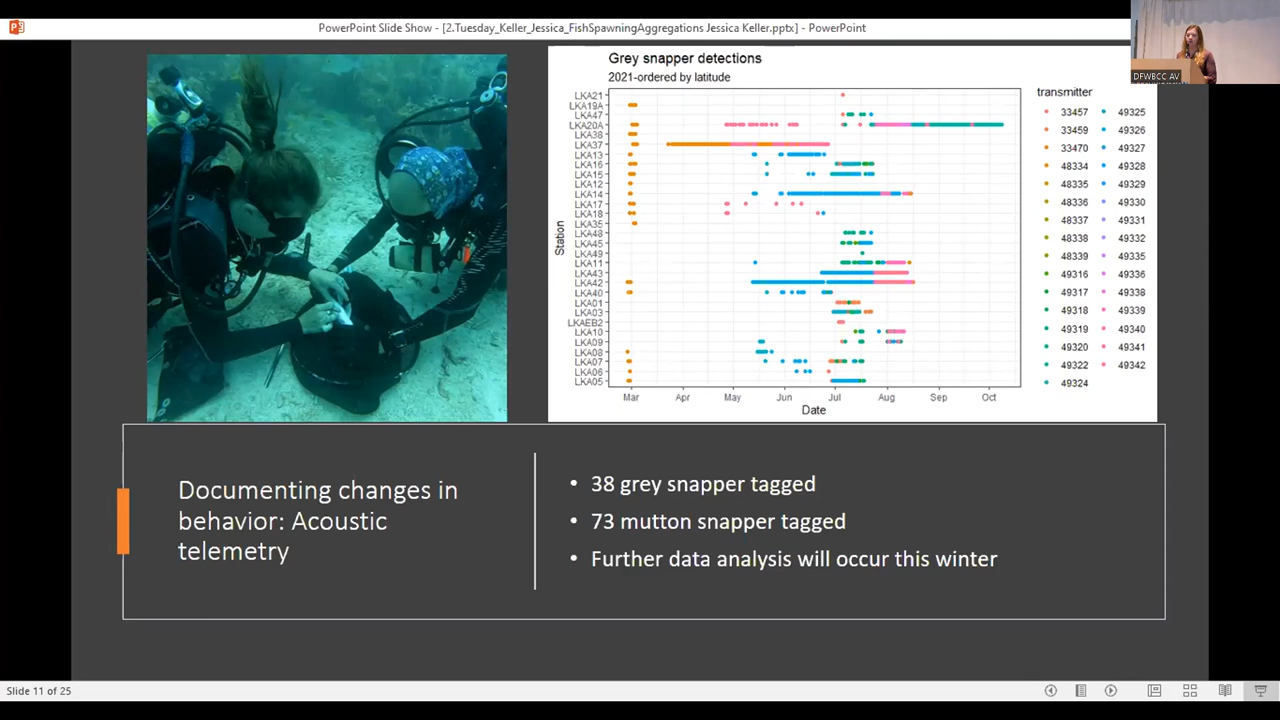 PowerPoint Slide Show - [2.Tuesday_Keller_Jessica_FishSpawningAggregations Jessica Keller.pptx] - PowerPoint
DFWBCC AV
Grey snapper detections
2021-ordered by latitude
Station
LKA21
LKA19A
LKA47
LKA20A
LKA38
LKA37
LKA13
LKA16
LKA15
LKA12
LKA14
LKA17
LKA18
LKA35
LKA48
LKA45
LKA49
LKA11
LKA43
LKA42
LKA40
LKA01
LKA03
LKAEB2
LKA10
LKA09
LKA08
LKA07
LKA06
LKA05
Mar Apr May Jun Jul Aug Sep Oct
Date
transmitter
33457 49325
33459 49326
33470 49327
48334 49328
48335 49329
48336 49330
48337 49331
48338 49332
48339 49335
49316 49336
49317 49338
49318 49339
49319 49340
49320 49341
49322 49342
49324
Documenting changes in
behavior: Acoustic
telemetry
• 38 grey snapper tagged
• 73 mutton snapper tagged
• Further data analysis will occur this winter
Slide 11 of 25